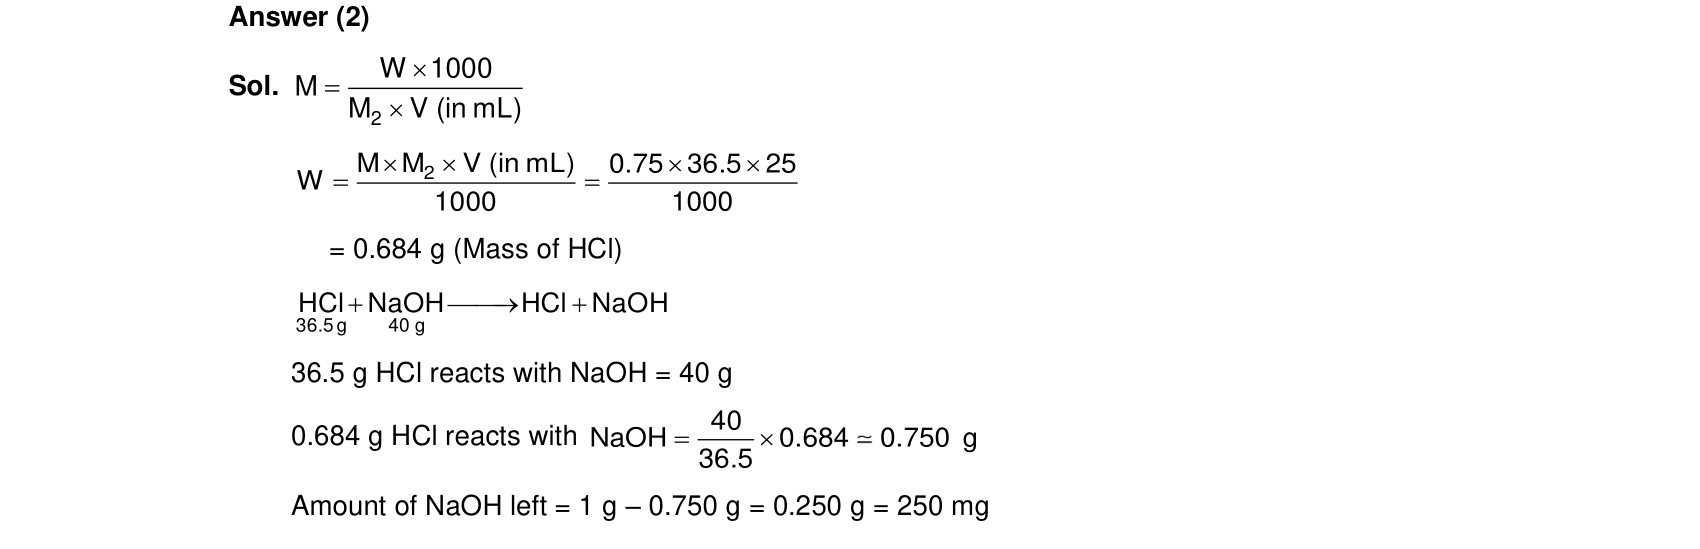 Answer (2)
Sol. M = W × 1000 / M₂ × V (in mL)
W = M × M₂ × V (in mL) / 1000 = 0.75 × 36.5 × 25 / 1000
= 0.684 g (Mass of HCl)
HCl + NaOH ⟶ HCl + NaOH
36.5 g 40 g
36.5 g HCl reacts with NaOH = 40 g
0.684 g HCl reacts with NaOH = 40 / 36.5 × 0.684 ≃ 0.750 g
Amount of NaOH left = 1 g – 0.750 g = 0.250 g = 250 mg